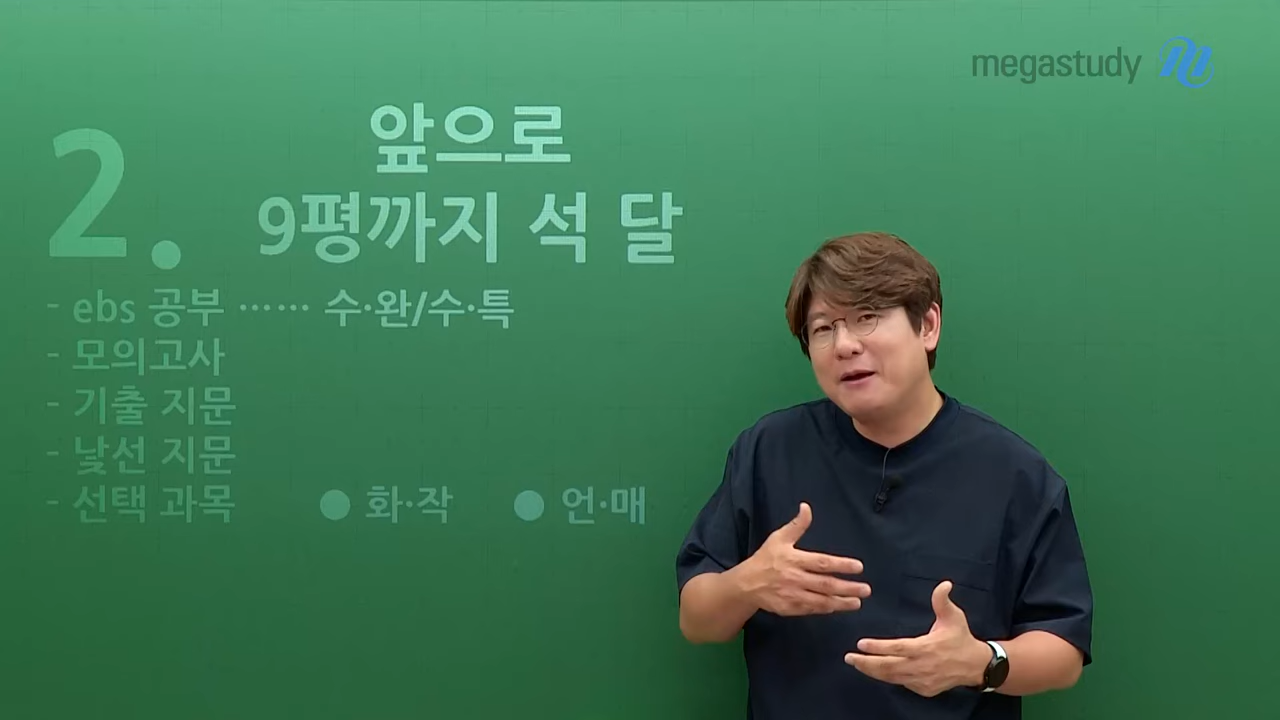 megastudy
2. 앞으로
9평까지 석 달
- ebs 공부 ······ 수·완/수·특
- 모의고사
- 기출 지문
- 낯선 지문
- 선택 과목 ● 화·작 ● 언·매